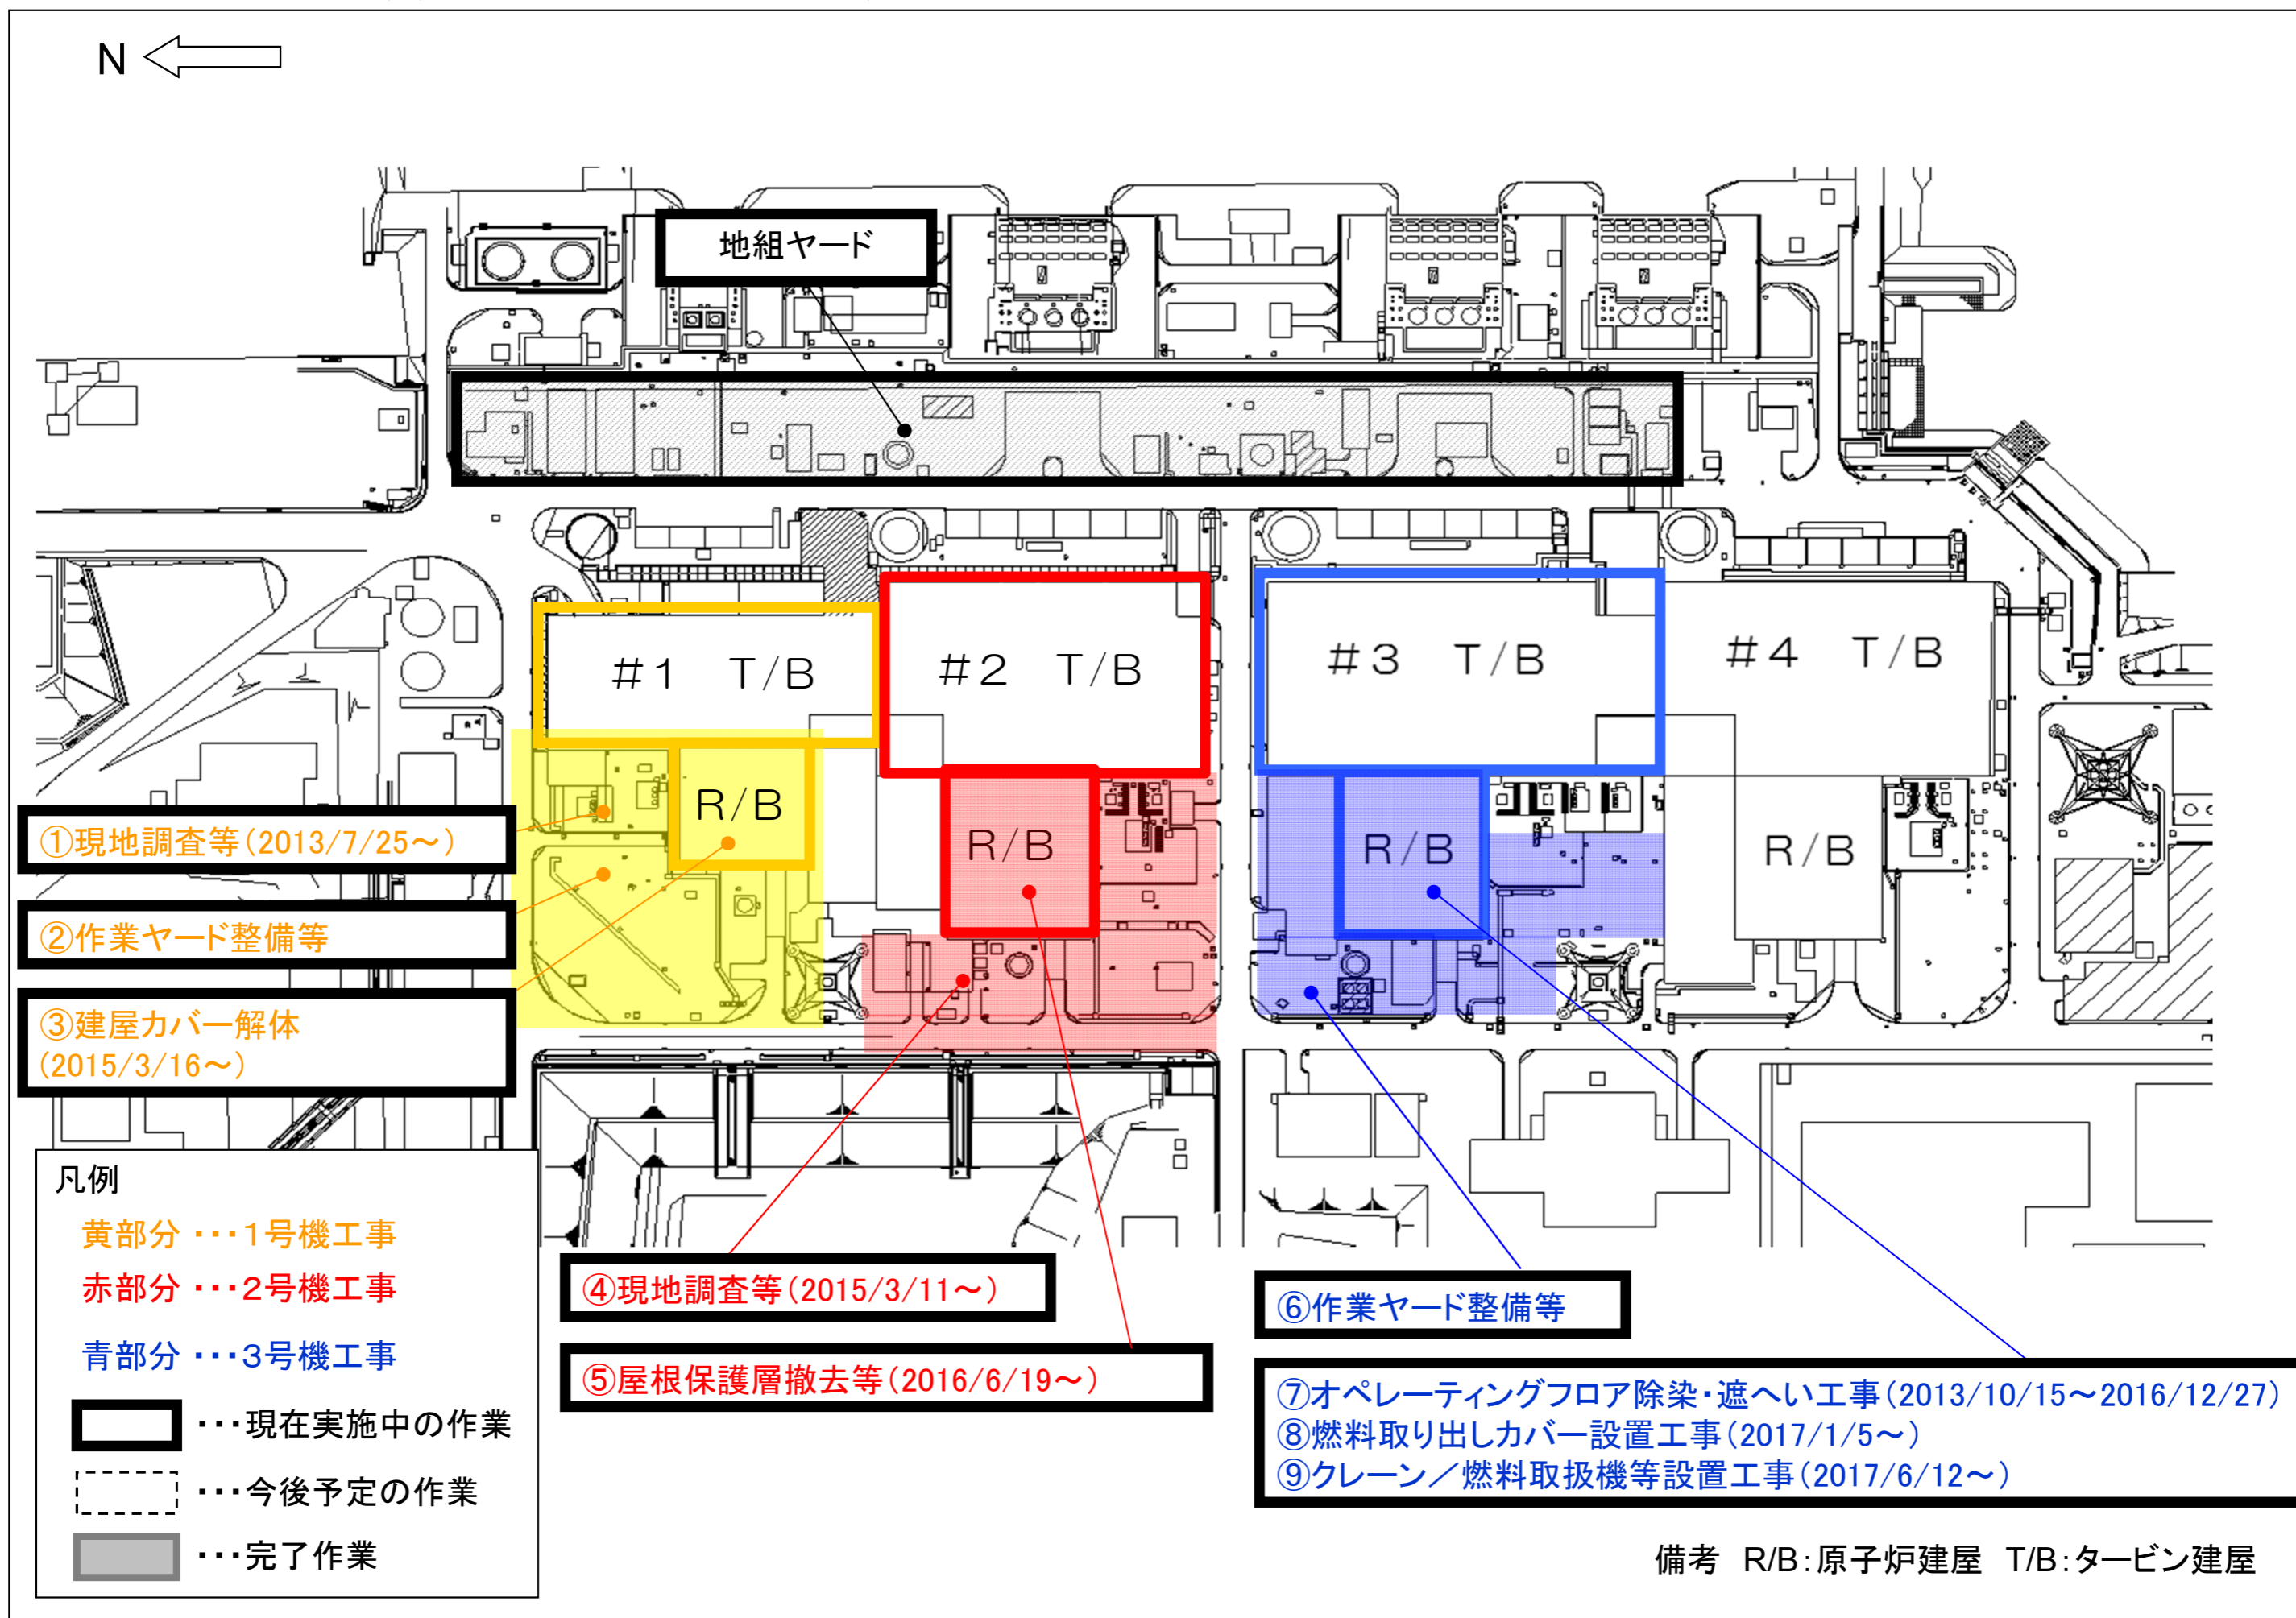 N
地組ヤード
#1 T/B
#2 T/B
#3 T/B
#4 T/B
R/B
R/B
R/B
R/B
①現地調査等(2013/7/25～)
②作業ヤード整備等
③建屋カバー解体
(2015/3/16～)
④現地調査等(2015/3/11～)
⑤屋根保護層撤去等(2016/6/19～)
⑥作業ヤード整備等
⑦オペレーティングフロア除染・遮へい工事(2013/10/15～2016/12/27)
⑧燃料取り出しカバー設置工事(2017/1/5～)
⑨クレーン／燃料取扱機等設置工事(2017/6/12～)
凡例
黄部分 ･･･1号機工事
赤部分 ･･･2号機工事
青部分 ･･･3号機工事
･･･現在実施中の作業
･･･今後予定の作業
･･･完了作業
備考 R/B:原子炉建屋 T/B:タービン建屋